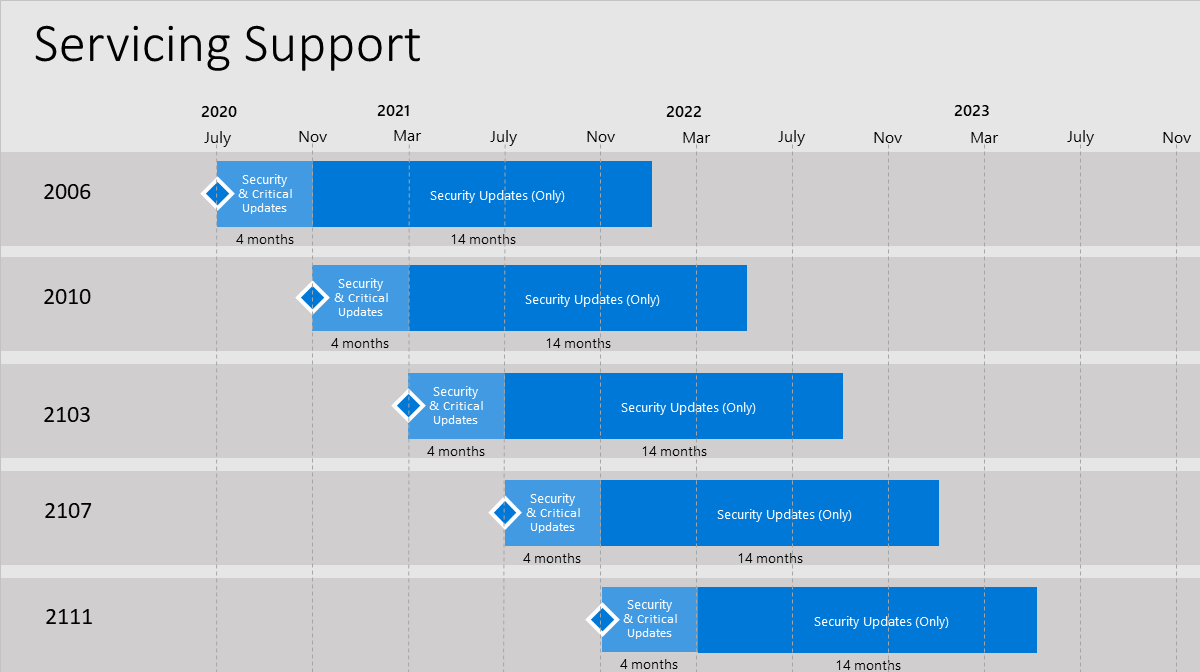 Servicing Support
2020 2021 2022 2023
July Nov Mar July Nov Mar July Nov Mar July Nov
2006
Security
& Critical
Updates
Security Updates (Only)
4 months 14 months
2010
Security
& Critical
Updates
Security Updates (Only)
4 months 14 months
2103
Security
& Critical
Updates
Security Updates (Only)
4 months 14 months
2107
Security
& Critical
Updates
Security Updates (Only)
4 months 14 months
2111
Security
& Critical
Updates
Security Updates (Only)
4 months 14 months